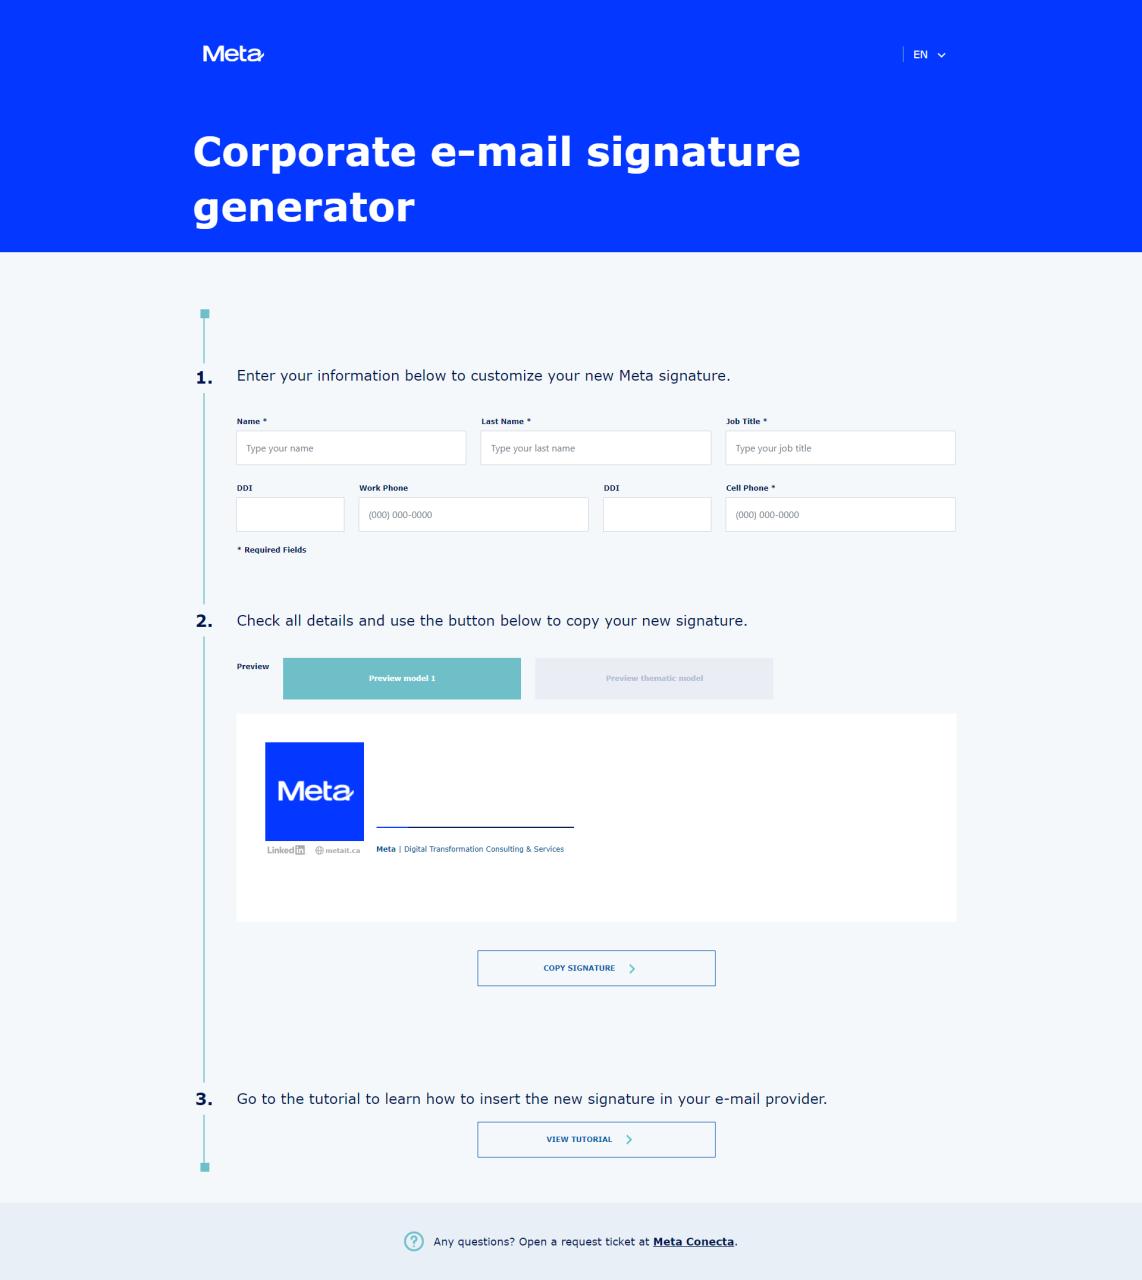 Meta
EN
Corporate e-mail signature
generator
1.
Enter your information below to customize your new Meta signature.
Name *
Last Name *
Job Title *
Type your name
Type your last name
Type your job title
DDI
Work Phone
DDI
Cell Phone *
(000) 000-0000
(000) 000-0000
* Required Fields
2.
Check all details and use the button below to copy your new signature.
Preview
Preview model 1
Preview thematic model
Meta
Linked in
metait.ca
Meta | Digital Transformation Consulting & Services
COPY SIGNATURE
3.
Go to the tutorial to learn how to insert the new signature in your e-mail provider.
VIEW TUTORIAL
Any questions? Open a request ticket at Meta Conecta.